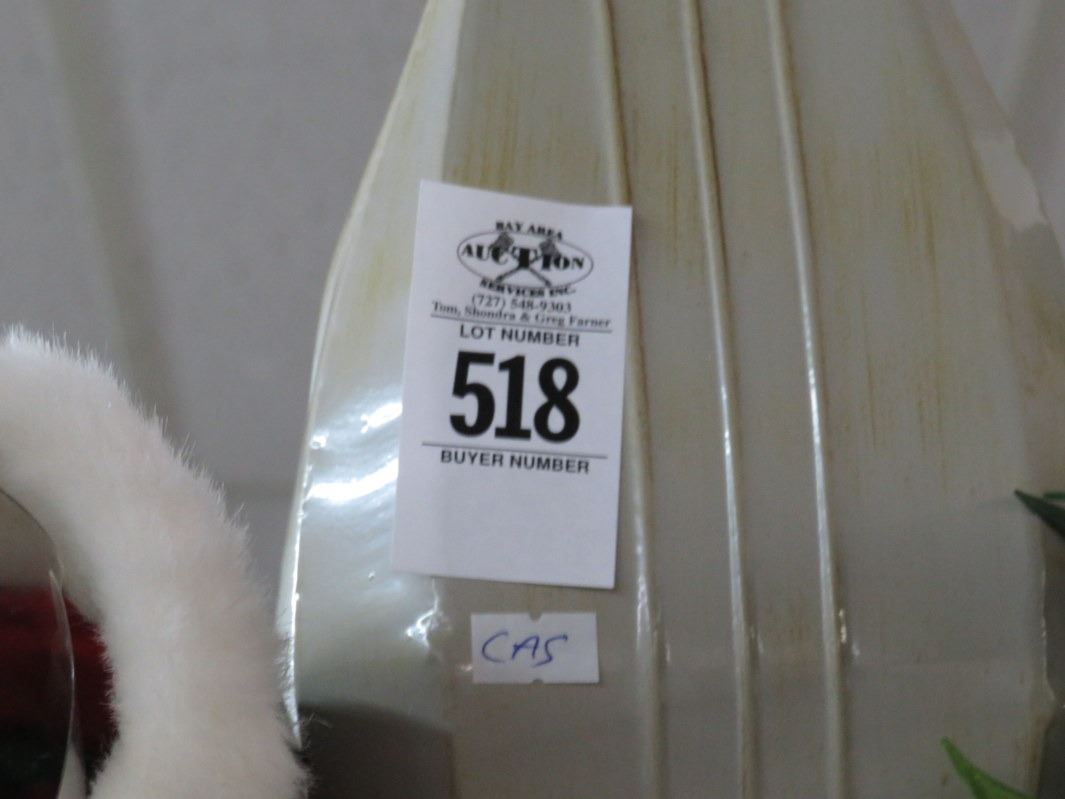 BAY AREA
AUCTION
SERVICES INC.
(727) 548-9303
Tom, Shondra & Greg Farner
LOT NUMBER
518
BUYER NUMBER
CAS